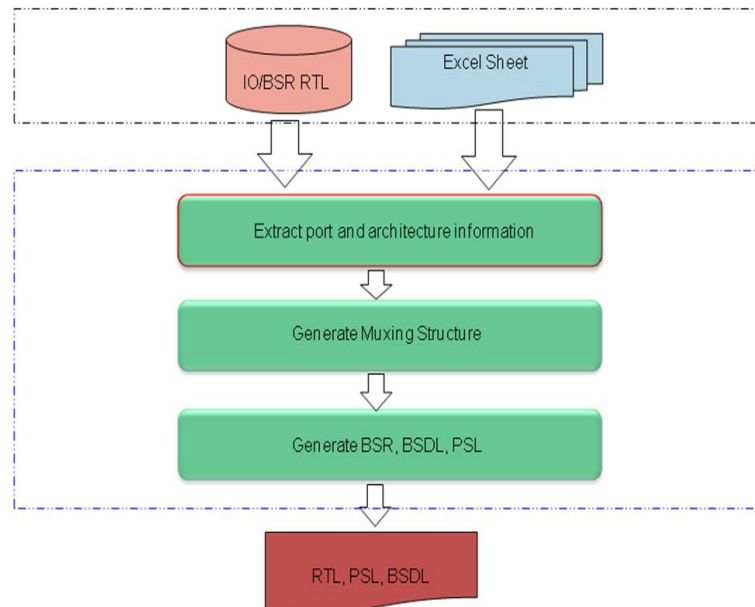 IO/BSR RTL
Excel Sheet
Extract port and architecture information
Generate Muxing Structure
Generate BSR, BSDL, PSL
RTL, PSL, BSDL